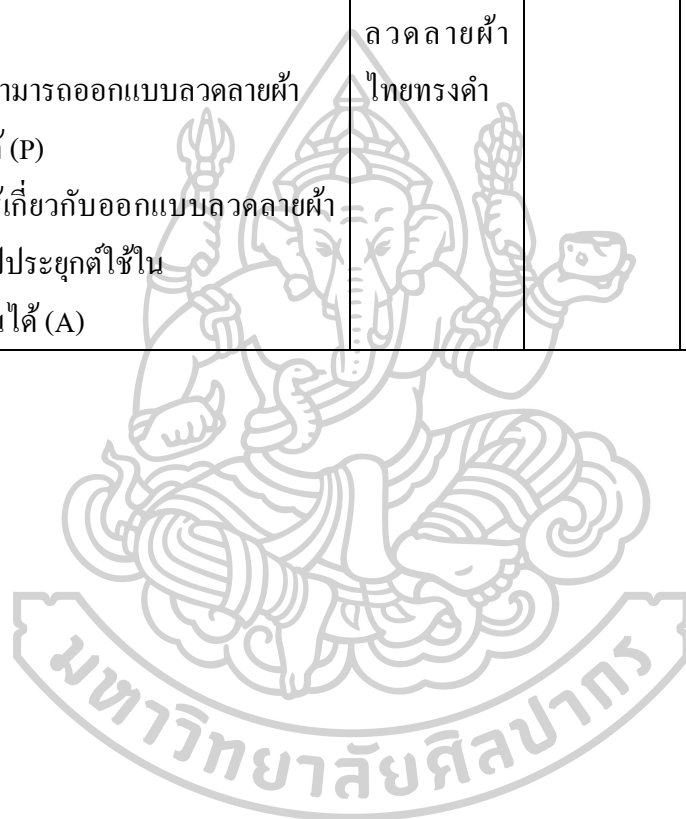 ามารถออกแบบลวดลายผ้า
้ (P)
้เกี่ยวกับออกแบบลวดลายผ้า
ประยุกต์ใช้ใน
นได้ (A)
ลวดลายผ้า
ไทยทรงดำ
มหาวิทยาลัยศิลปากร